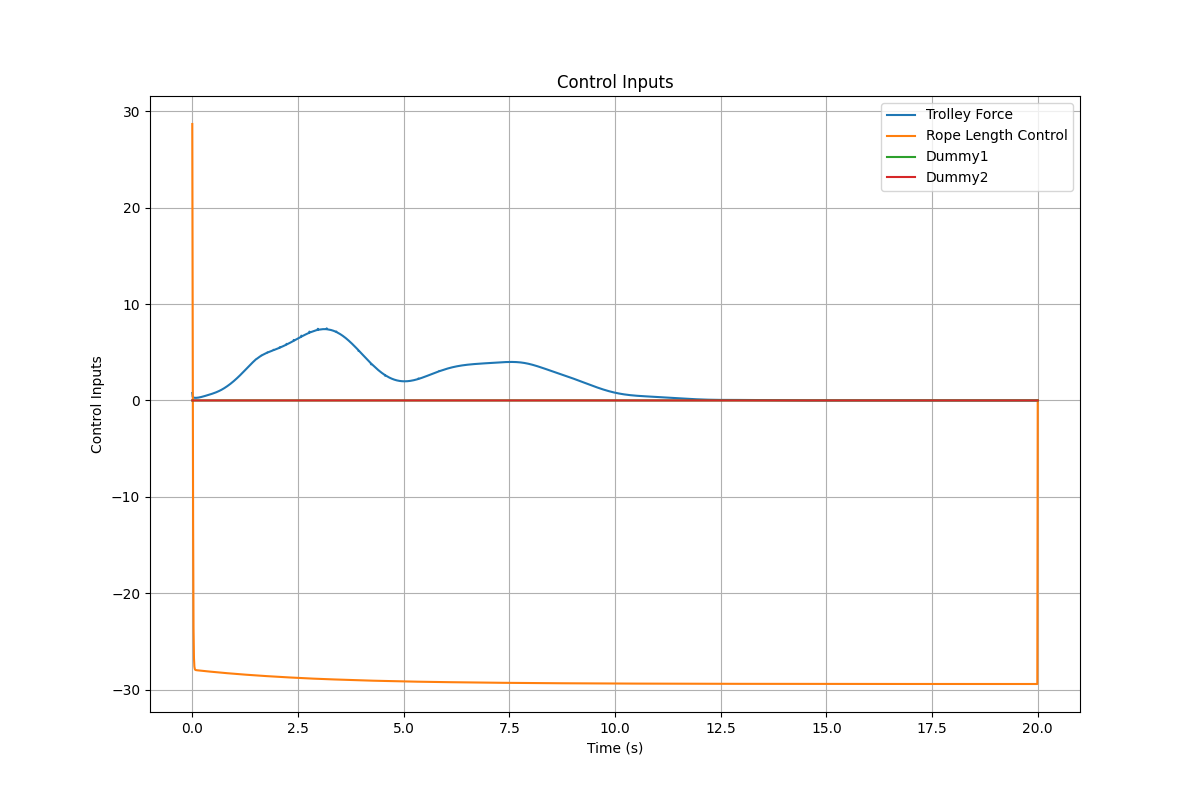 Control Inputs
Trolley Force
Rope Length Control
Dummy1
Dummy2
Control Inputs
30
20
10
0
−10
−20
−30
0.0 2.5 5.0 7.5 10.0 12.5 15.0 17.5 20.0
Time (s)